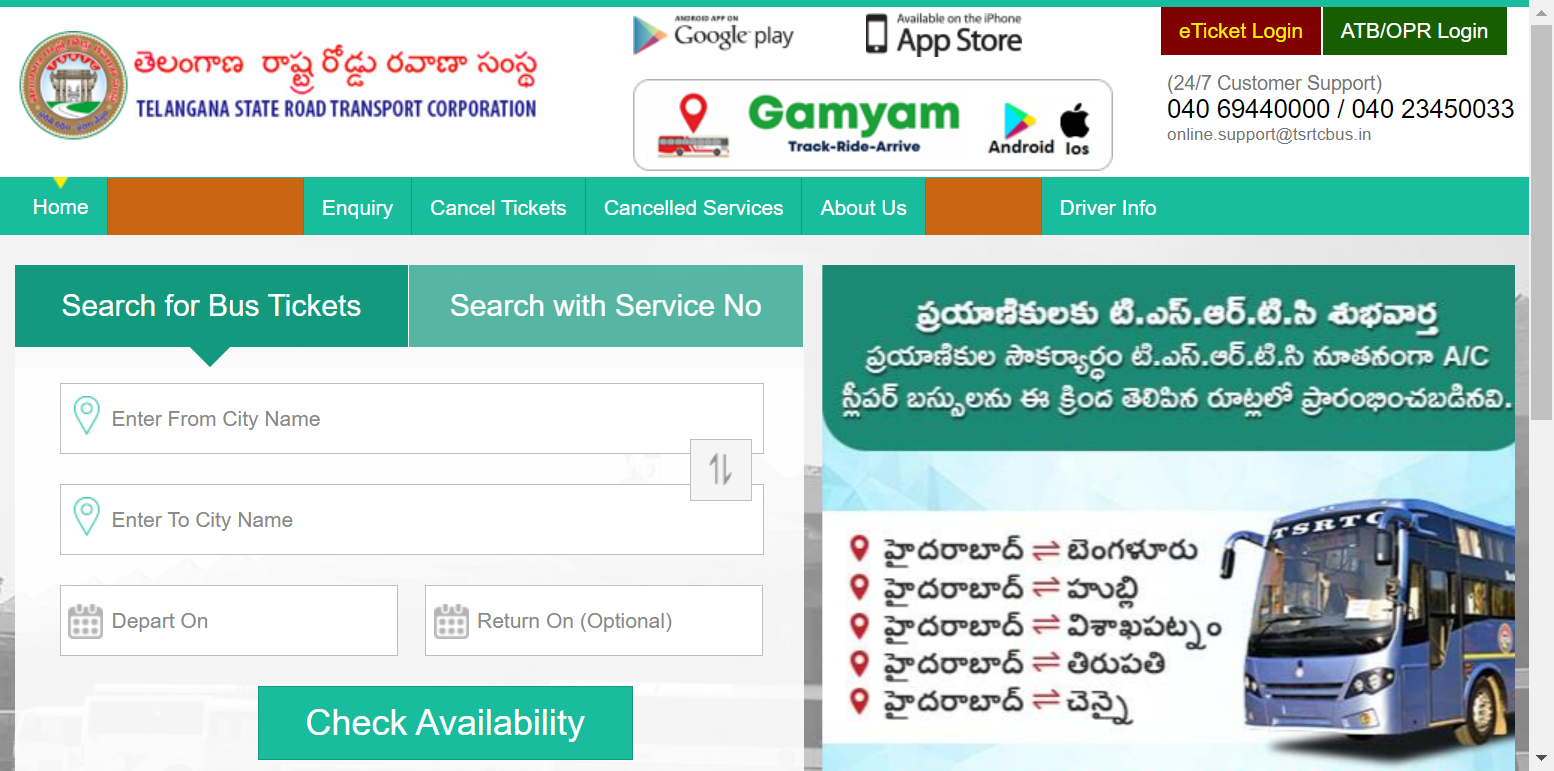 తెలంగాణ రాష్ట్ర రోడ్డు రవాణా సంస్థ
TELANGANA STATE ROAD TRANSPORT CORPORATION
ANDROID APP ON
Google play
Available on the iPhone
App Store
Gamyam
Track-Ride-Arrive
Android
Ios
eTicket Login
ATB/OPR Login
(24/7 Customer Support)
040 69440000 / 040 23450033
online.support@tsrtcbus.in
Home
Enquiry
Cancel Tickets
Cancelled Services
About Us
Driver Info
Search for Bus Tickets
Search with Service No
Enter From City Name
Enter To City Name
Depart On
Return On (Optional)
Check Availability
ప్రయాణికులకు టి.ఎస్.ఆర్.టి.సి శుభవార్త
ప్రయాణికుల సౌకర్యార్థం టి.ఎస్.ఆర్.టి.సి నూతనంగా A/C
స్లీపర్ బస్సులను ఈ క్రింద తెలిపిన రూట్లలో ప్రారంభించబడినవి.
హైదరాబాద్ ⇌ బెంగళూరు
హైదరాబాద్ ⇌ హుబ్లి
హైదరాబాద్ ⇌ విశాఖపట్నం
హైదరాబాద్ ⇌ తిరుపతి
హైదరాబాద్ ⇌ చెన్నై
TSRTC